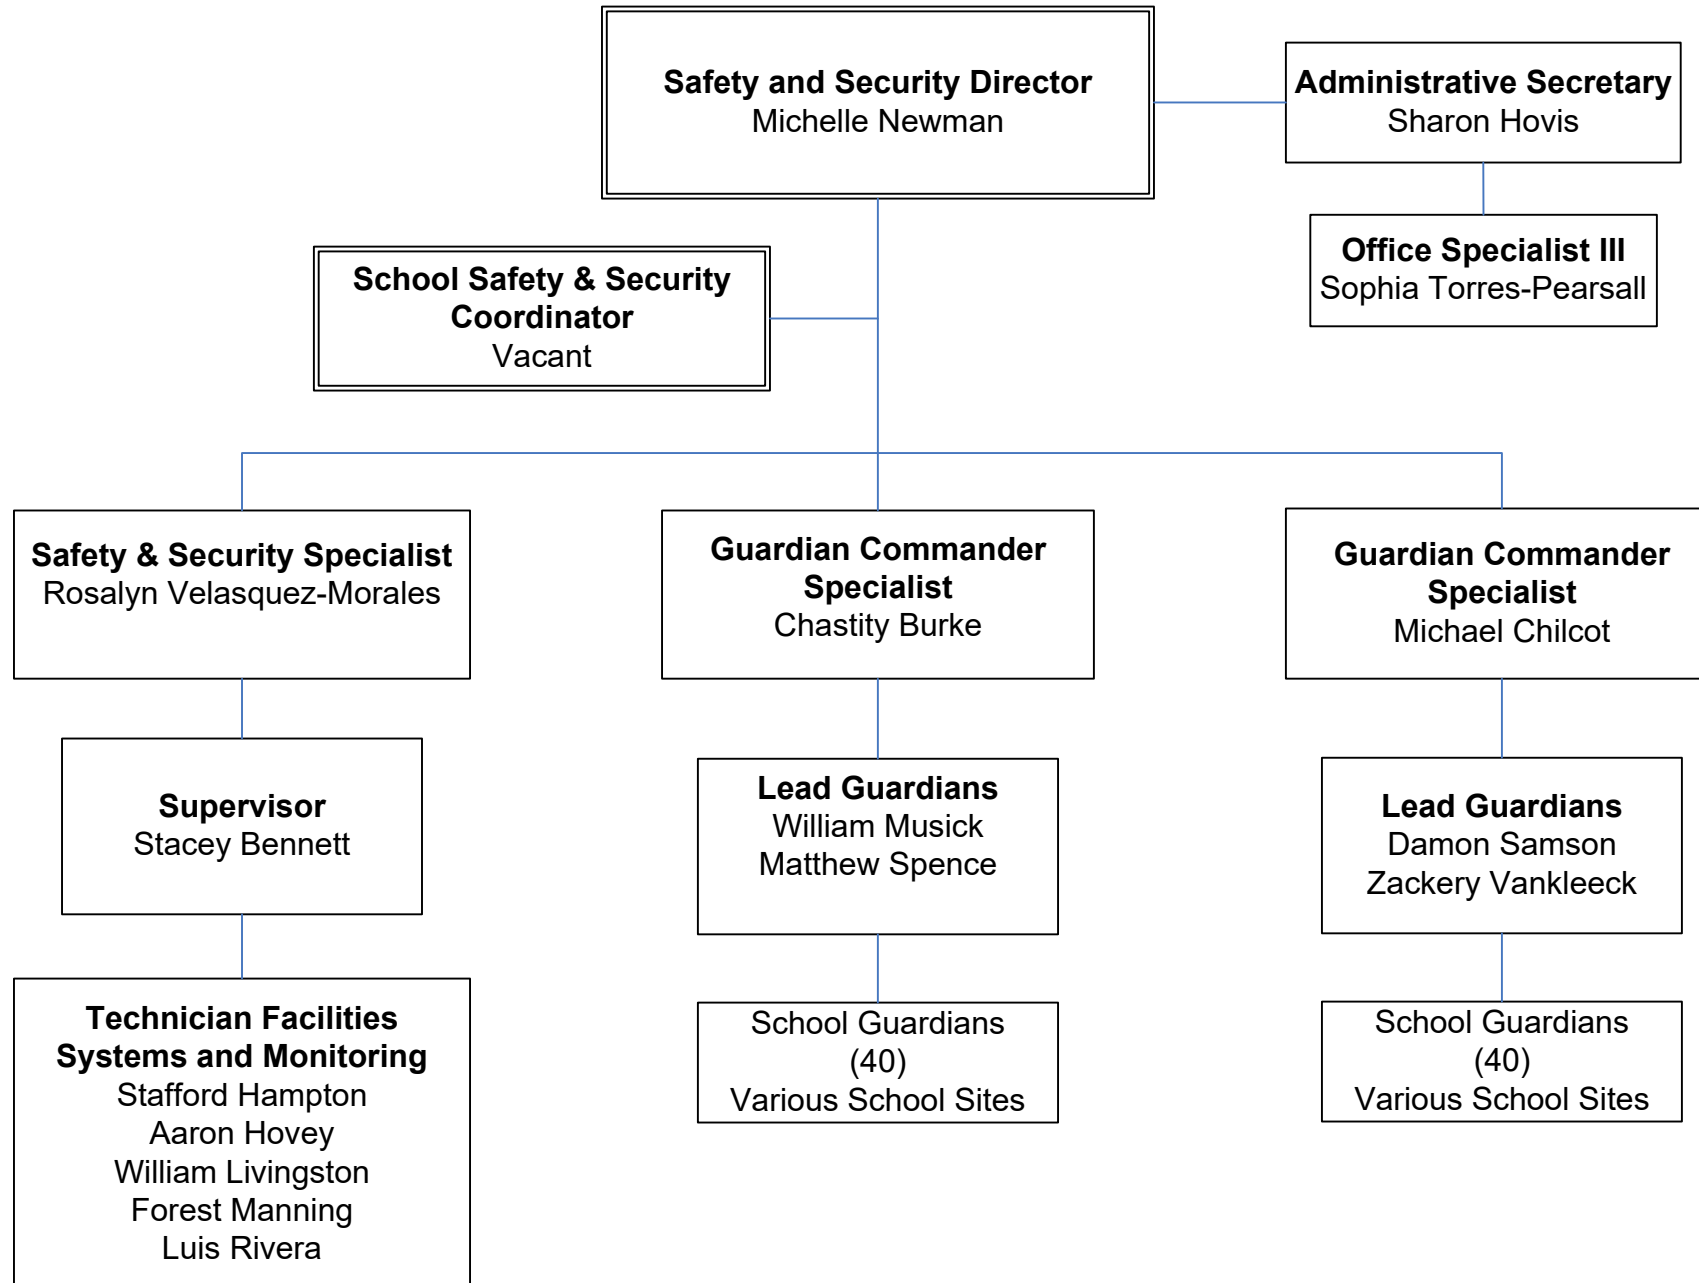 Safety and Security Director
Michelle Newman
Administrative Secretary
Sharon Hovis
Office Specialist III
Sophia Torres-Pearsall
School Safety & Security
Coordinator
Vacant
Safety & Security Specialist
Rosalyn Velasquez-Morales
Guardian Commander
Specialist
Chastity Burke
Guardian Commander
Specialist
Michael Chilcot
Supervisor
Stacey Bennett
Lead Guardians
William Musick
Matthew Spence
Lead Guardians
Damon Samson
Zackery Vankleeck
Technician Facilities
Systems and Monitoring
Stafford Hampton
Aaron Hovey
William Livingston
Forest Manning
Luis Rivera
School Guardians
(40)
Various School Sites
School Guardians
(40)
Various School Sites